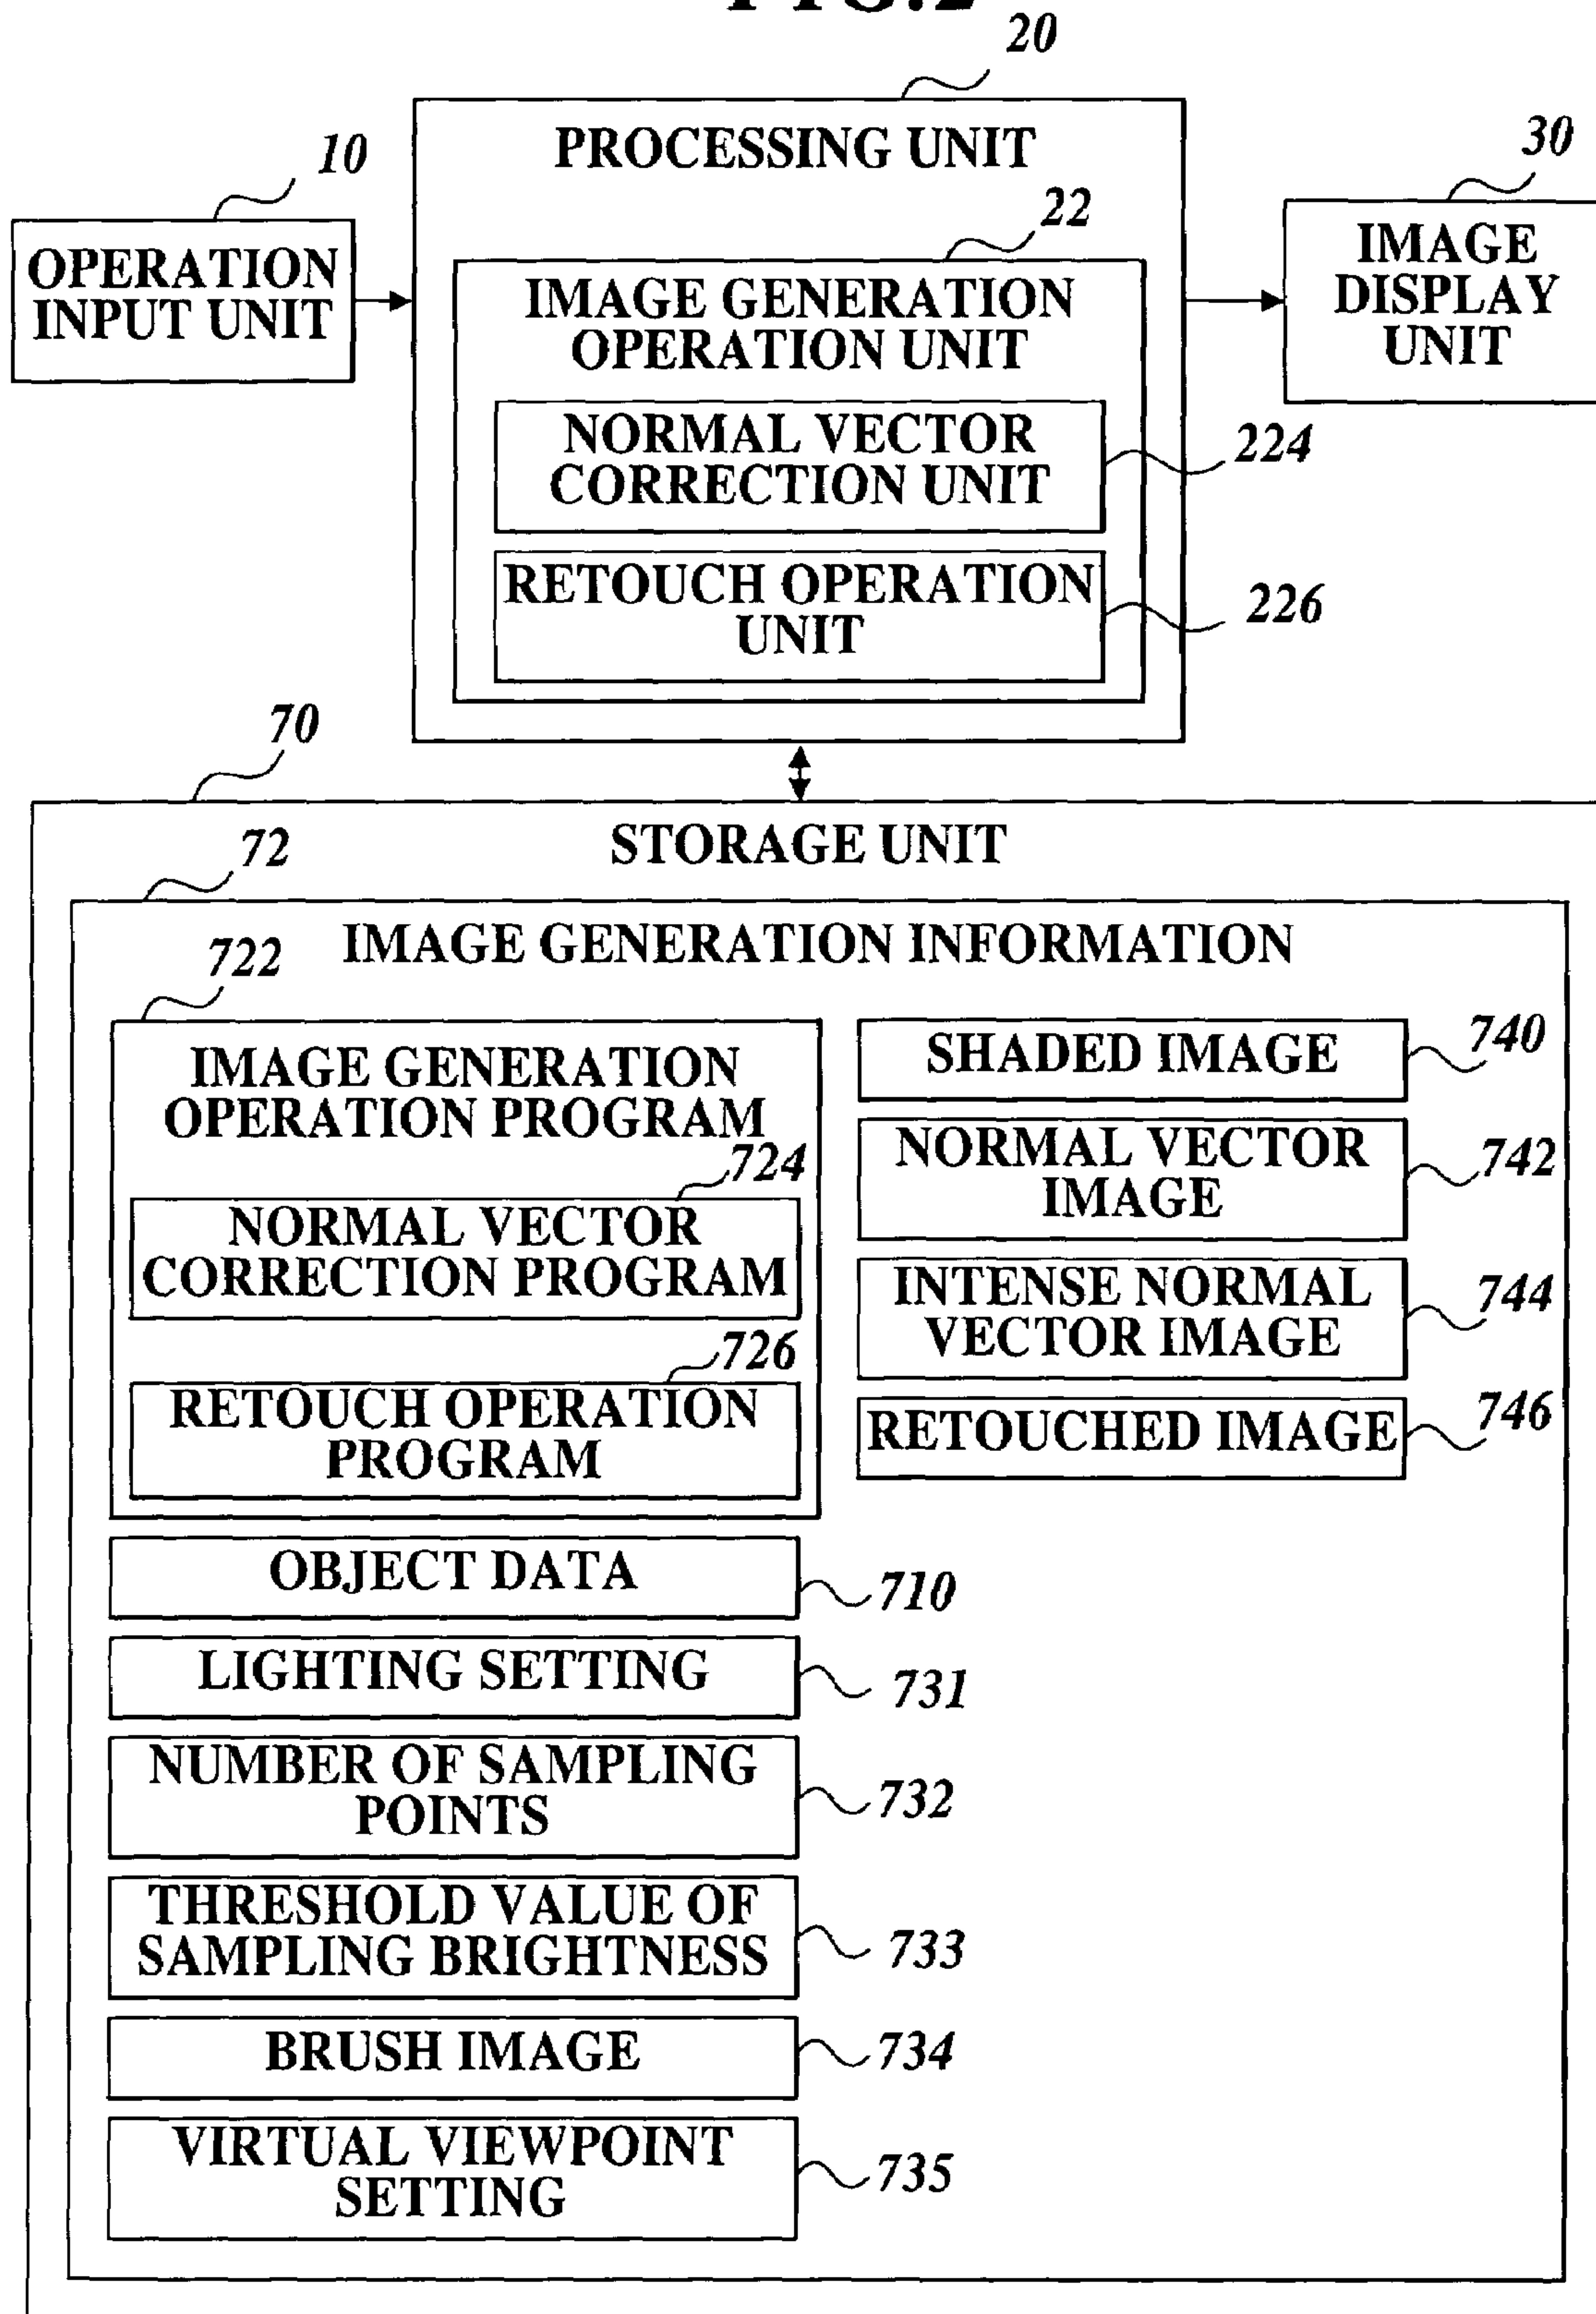 FIG.2
20
PROCESSING UNIT
10
OPERATION
INPUT UNIT
22
IMAGE GENERATION
OPERATION UNIT
30
IMAGE
DISPLAY
UNIT
NORMAL VECTOR
CORRECTION UNIT
224
RETOUCH OPERATION
UNIT
226
70
STORAGE UNIT
72
IMAGE GENERATION INFORMATION
722
IMAGE GENERATION
OPERATION PROGRAM
724
NORMAL VECTOR
CORRECTION PROGRAM
726
RETOUCH OPERATION
PROGRAM
SHADED IMAGE
740
NORMAL VECTOR
IMAGE
742
INTENSE NORMAL
VECTOR IMAGE
744
RETOUCHED IMAGE
746
OBJECT DATA
710
LIGHTING SETTING
731
NUMBER OF SAMPLING
POINTS
732
THRESHOLD VALUE OF
SAMPLING BRIGHTNESS
733
BRUSH IMAGE
734
VIRTUAL VIEWPOINT
SETTING
735